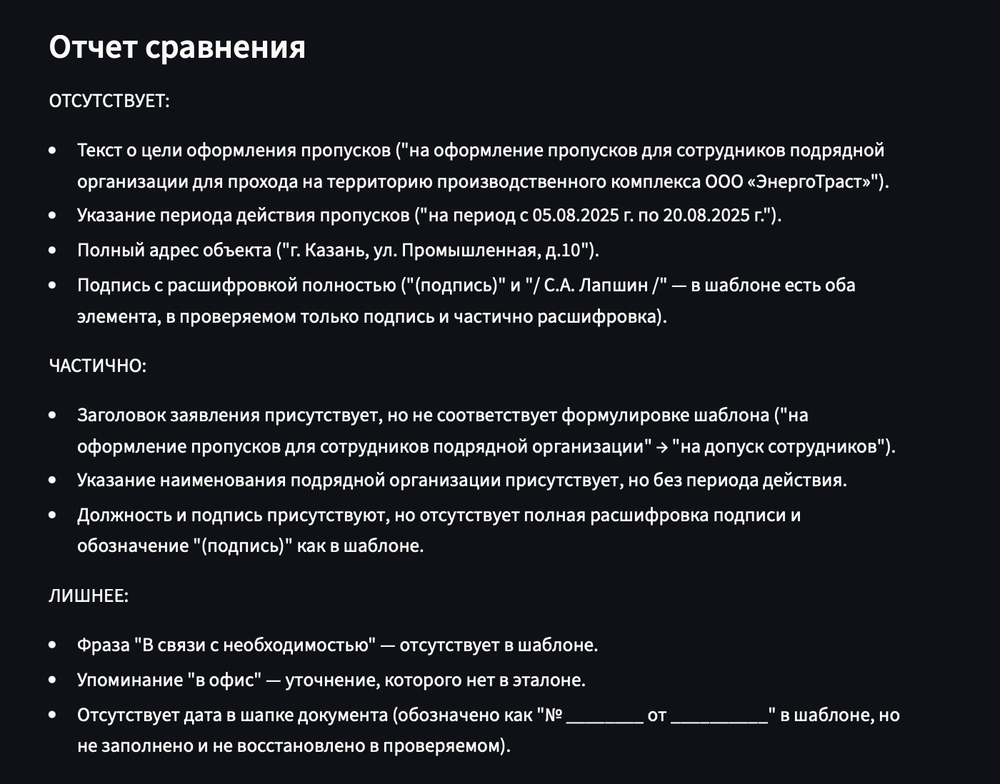 Отчет сравнения
ОТСУТСТВУЕТ:
• Текст о цели оформления пропусков ("на оформление пропусков для сотрудников подрядной
организации для прохода на территорию производственного комплекса ООО «ЭнергоТраст»").
• Указание периода действия пропусков ("на период с 05.08.2025 г. по 20.08.2025 г.").
• Полный адрес объекта ("г. Казань, ул. Промышленная, д.10").
• Подпись с расшифровкой полностью ("(подпись)" и "/ С.А. Лапшин /" — в шаблоне есть оба
элемента, в проверяемом только подпись и частично расшифровка).
ЧАСТИЧНО:
• Заголовок заявления присутствует, но не соответствует формулировке шаблона ("на
оформление пропусков для сотрудников подрядной организации" → "на допуск сотрудников").
• Указание наименования подрядной организации присутствует, но без периода действия.
• Должность и подпись присутствуют, но отсутствует полная расшифровка подписи и
обозначение "(подпись)" как в шаблоне.
ЛИШНЕЕ:
• Фраза "В связи с необходимостью" — отсутствует в шаблоне.
• Упоминание "в офис" — уточнение, которого нет в эталоне.
• Отсутствует дата в шапке документа (обозначено как "№ ________ от __________" в шаблоне, но
не заполнено и не восстановлено в проверяемом).